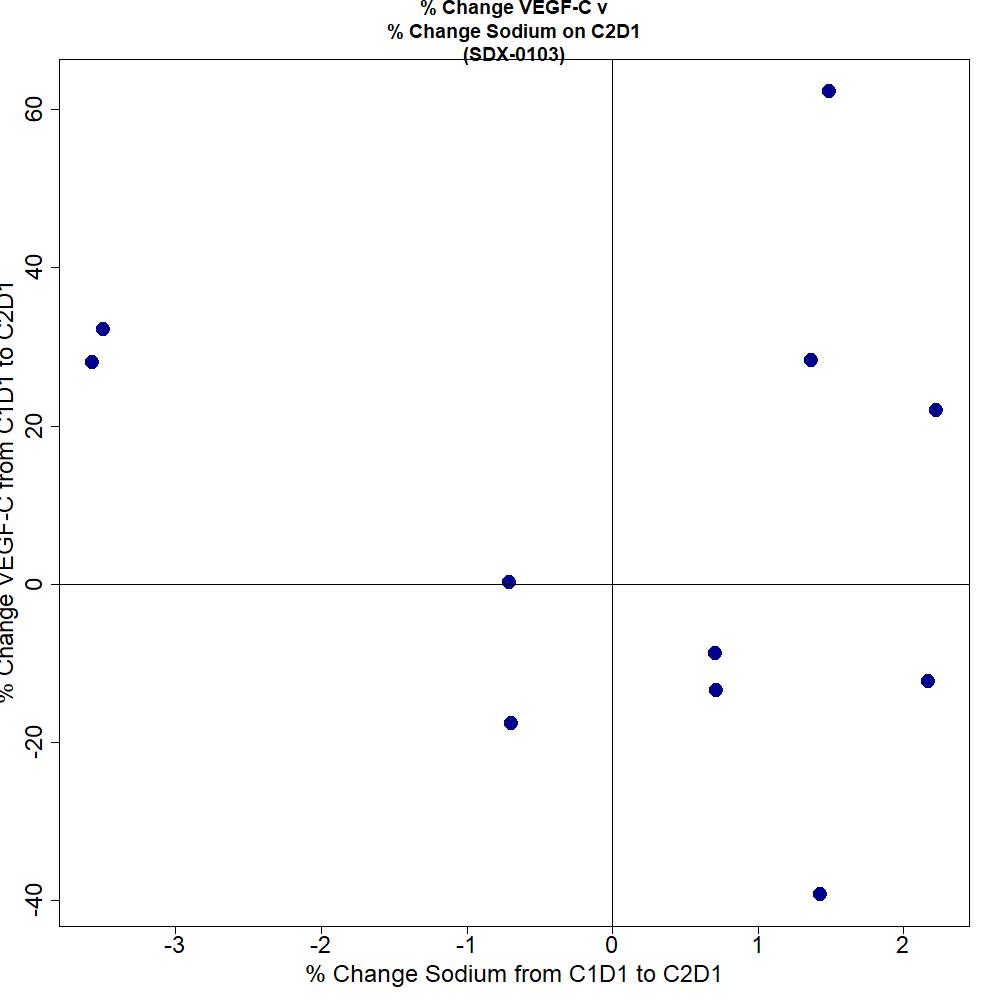 % Change VEGF-C v
% Change Sodium on C2D1
(SDX-0103)
60
40
20
0
-20
-40
% Change VEGF-C from C1D1 to C2D1
-3
-2
-1
0
1
2
% Change Sodium from C1D1 to C2D1